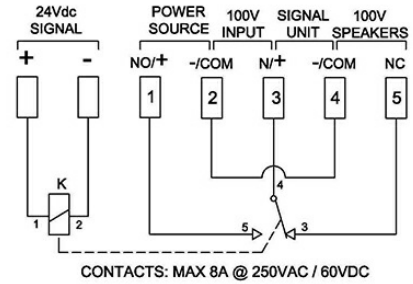 24Vdc SIGNAL
POWER SOURCE
100V INPUT
SIGNAL UNIT
100V SPEAKERS
+ -
NO/+ -/COM N/+ -/COM NC
1 2 3 4 5
K
1 2
4
5 3
CONTACTS: MAX 8A @ 250VAC / 60VDC